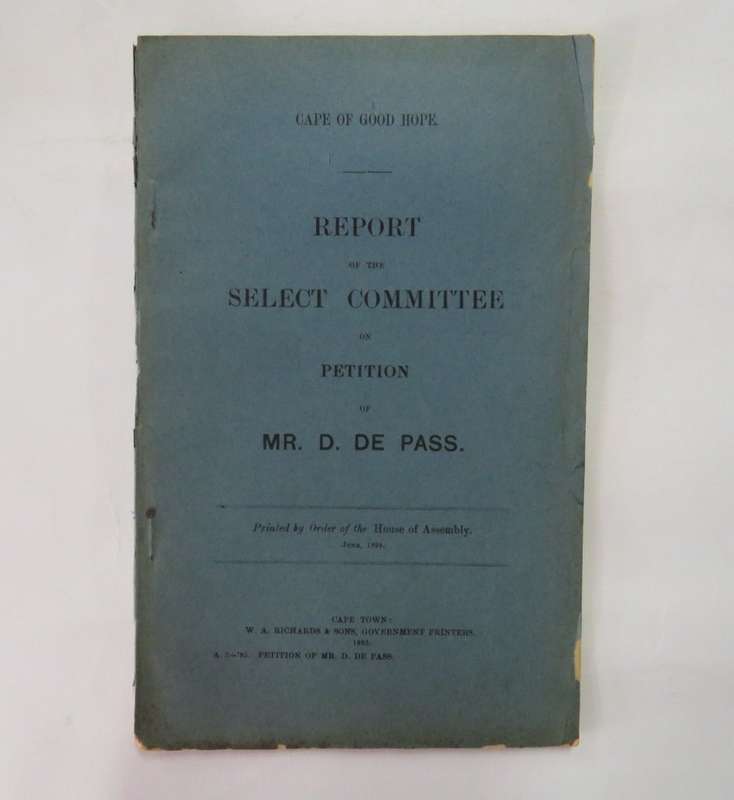 CAPE OF GOOD HOPE.
REPORT
OF THE
SELECT COMMITTEE
ON
PETITION
OF
MR. D. DE PASS.
Printed by Order of the House of Assembly.
JUNE,
CAPE TOWN:
W. A. RICHARDS & SONS, GOVERNMENT PRINTERS.
A. PETITION OF MR. D. DE PASS.